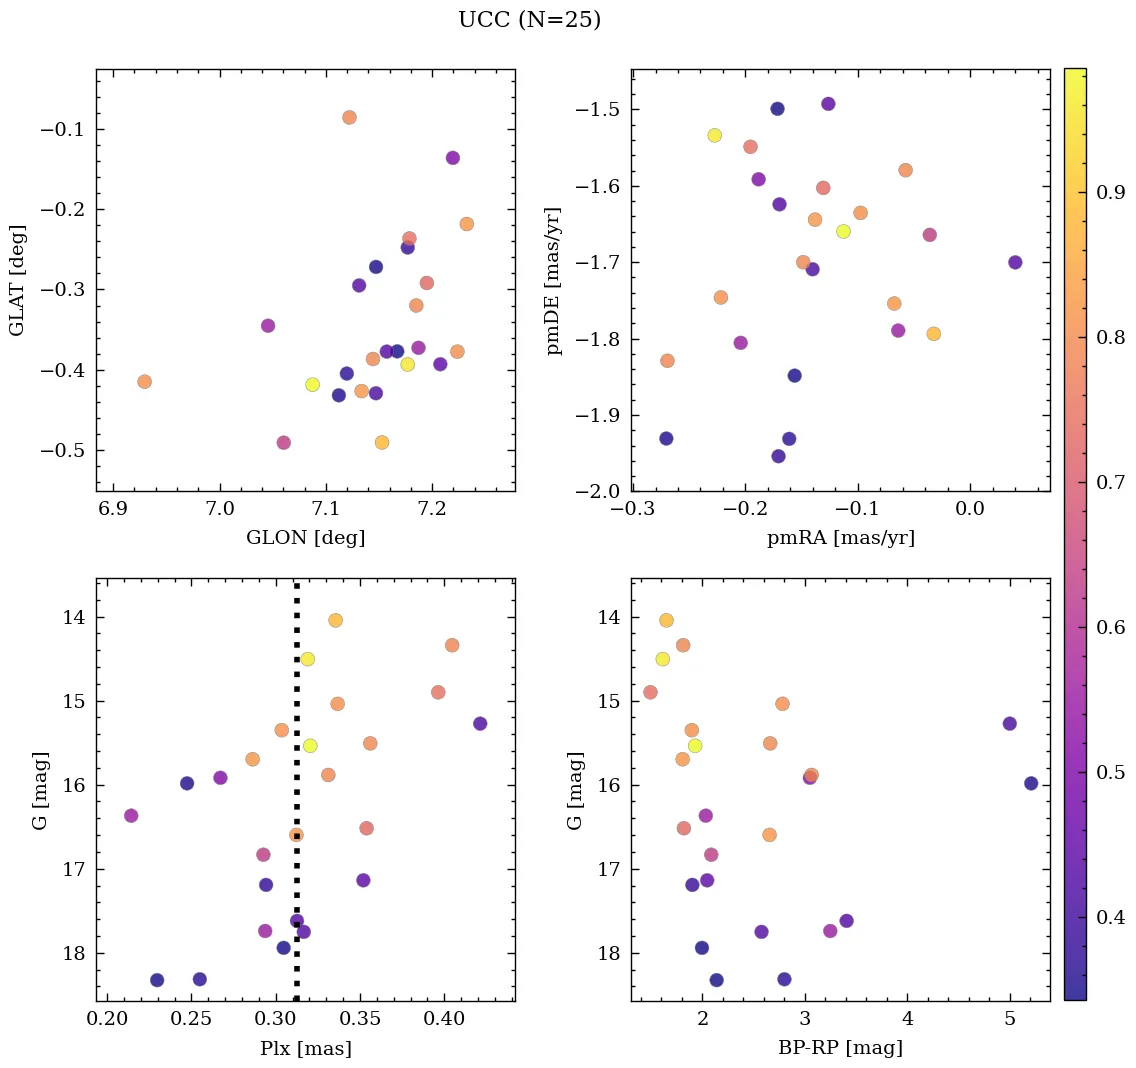 UCC (N=25)
−0.1
−0.2
−0.3
−0.4
−0.5
GLAT [deg]
6.9 7.0 7.1 7.2
GLON [deg]
−1.5
−1.6
−1.7
−1.8
−1.9
−2.0
pmDE [mas/yr]
−0.3 −0.2 −0.1 0.0
pmRA [mas/yr]
14
15
16
17
18
G [mag]
0.20 0.25 0.30 0.35 0.40
Plx [mas]
14
15
16
17
18
G [mag]
2 3 4 5
BP-RP [mag]
0.9
0.8
0.7
0.6
0.5
0.4